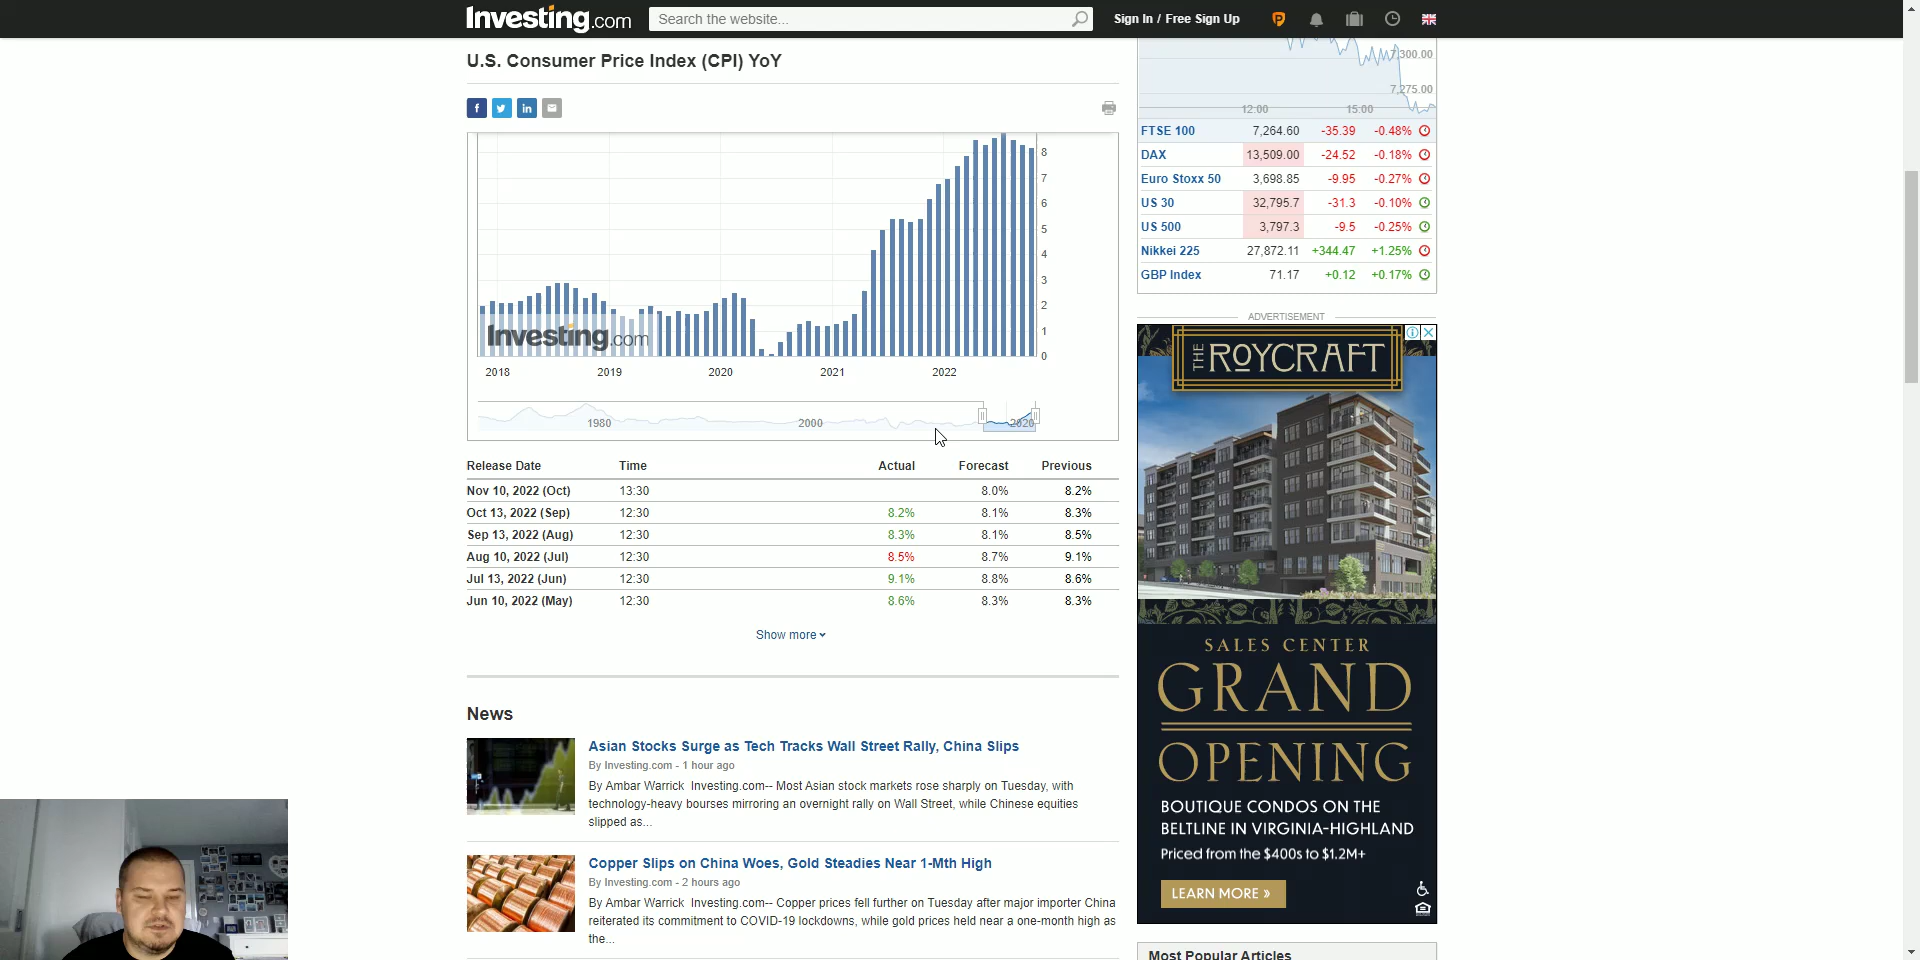 Investing.com
Search the website...
Sign In / Free Sign Up
U.S. Consumer Price Index (CPI) YoY
8
7
6
5
4
3
2
1
0
Investing.com
2018 2019 2020 2021 2022
1980 2000 2020
Release Date Time Actual Forecast Previous
Nov 10, 2022 (Oct) 13:30 8.0% 8.2%
Oct 13, 2022 (Sep) 12:30 8.2% 8.1% 8.3%
Sep 13, 2022 (Aug) 12:30 8.3% 8.1% 8.5%
Aug 10, 2022 (Jul) 12:30 8.5% 8.7% 9.1%
Jul 13, 2022 (Jun) 12:30 9.1% 8.8% 8.6%
Jun 10, 2022 (May) 12:30 8.6% 8.3% 8.3%
Show more
News
Asian Stocks Surge as Tech Tracks Wall Street Rally, China Slips
By Investing.com - 1 hour ago
By Ambar Warrick Investing.com-- Most Asian stock markets rose sharply on Tuesday, with
technology-heavy bourses mirroring an overnight rally on Wall Street, while Chinese equities
slipped as...
Copper Slips on China Woes, Gold Steadies Near 1-Mth High
By Investing.com - 2 hours ago
By Ambar Warrick Investing.com-- Copper prices fell further on Tuesday after major importer China
reiterated its commitment to COVID-19 lockdowns, while gold prices held near a one-month high as
the...
7,300.00
7,275.00
12:00 15:00
FTSE 100 7,264.60 -35.39 -0.48%
DAX 13,509.00 -24.52 -0.18%
Euro Stoxx 50 3,698.85 -9.95 -0.27%
US 30 32,795.7 -31.3 -0.10%
US 500 3,797.3 -9.5 -0.25%
Nikkei 225 27,872.11 +344.47 +1.25%
GBP Index 71.17 +0.12 +0.17%
ADVERTISEMENT
THE ROYCRAFT
SALES CENTER
GRAND
OPENING
BOUTIQUE CONDOS ON THE
BELTLINE IN VIRGINIA-HIGHLAND
Priced from the $400s to $1.2M+
LEARN MORE »
Most Popular Articles